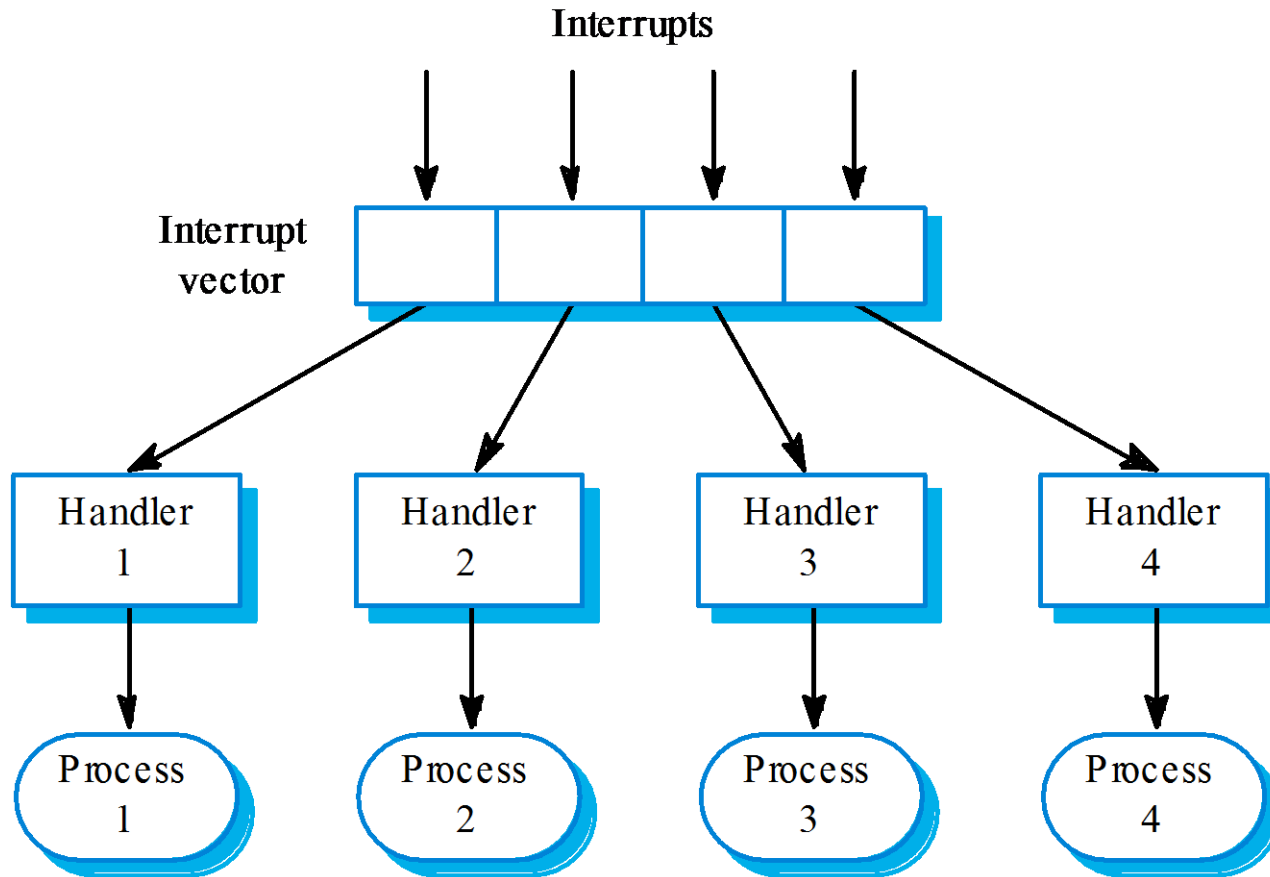 Interrupts
Interrupt
vector
Handler
1
Handler
2
Handler
3
Handler
4
Process
1
Process
2
Process
3
Process
4